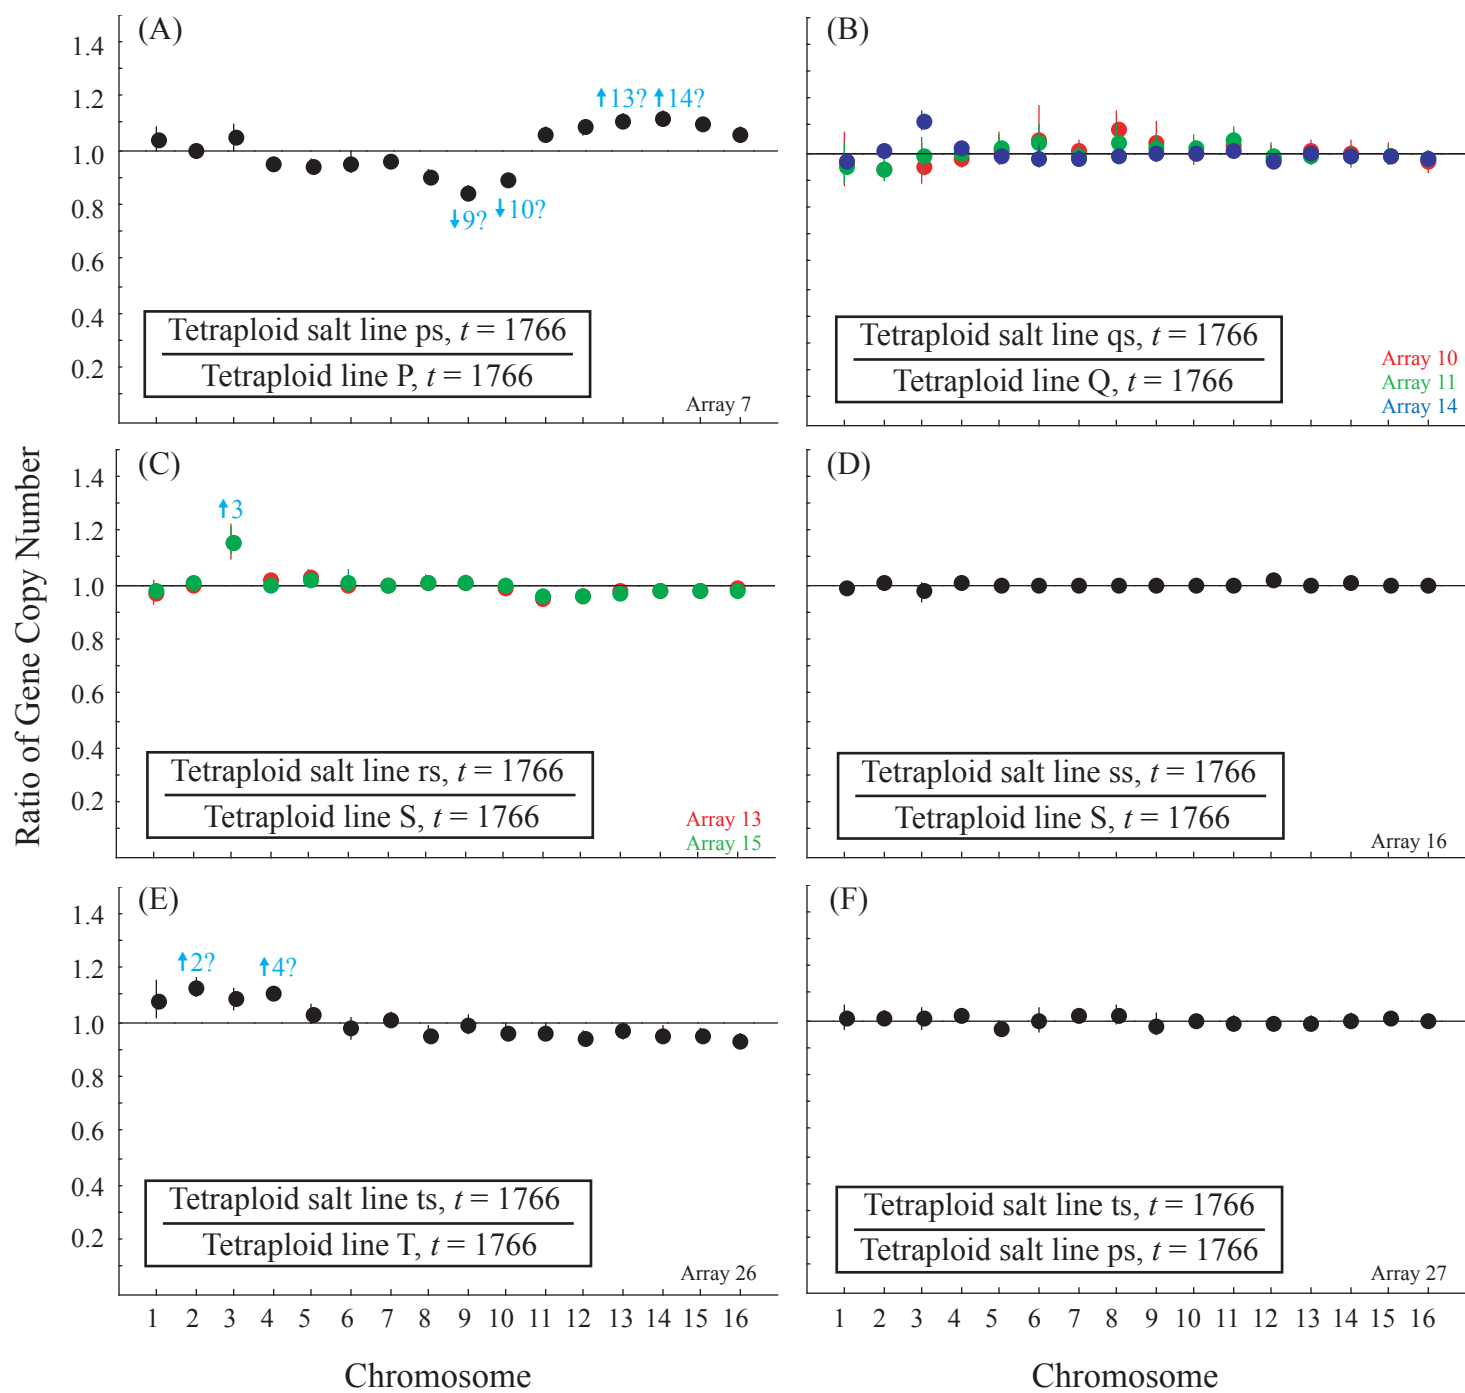 Ratio of Gene Copy Number
(A)
1.4
1.2
1.0
0.8
0.6
0.4
0.2
13?
14?
9?
10?
Tetraploid salt line ps, t = 1766
Tetraploid line P, t = 1766
Array 7
(B)
Tetraploid salt line qs, t = 1766
Tetraploid line Q, t = 1766
Array 10
Array 11
Array 14
(C)
1.4
1.2
1.0
0.8
0.6
0.4
0.2
3
Tetraploid salt line rs, t = 1766
Tetraploid line S, t = 1766
Array 13
Array 15
(D)
Tetraploid salt line ss, t = 1766
Tetraploid line S, t = 1766
Array 16
(E)
1.4
1.2
1.0
0.8
0.6
0.4
0.2
2?
4?
Tetraploid salt line ts, t = 1766
Tetraploid line T, t = 1766
Array 26
1 2 3 4 5 6 7 8 9 10 11 12 13 14 15 16
Chromosome
(F)
Tetraploid salt line ts, t = 1766
Tetraploid salt line ps, t = 1766
Array 27
1 2 3 4 5 6 7 8 9 10 11 12 13 14 15 16
Chromosome